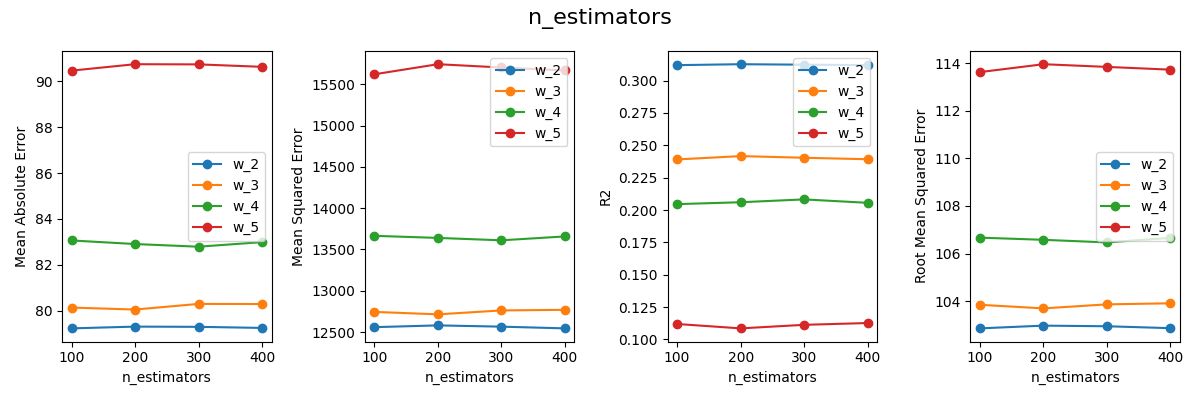 n_estimators
Mean Absolute Error
90
88
86
84
82
80
100 200 300 400
n_estimators
w_2
w_3
w_4
w_5
Mean Squared Error
15500
15000
14500
14000
13500
13000
12500
100 200 300 400
n_estimators
w_2
w_3
w_4
w_5
R2
0.300
0.275
0.250
0.225
0.200
0.175
0.150
0.125
0.100
100 200 300 400
n_estimators
w_2
w_3
w_4
w_5
Root Mean Squared Error
114
112
110
108
106
104
100 200 300 400
n_estimators
w_2
w_3
w_4
w_5